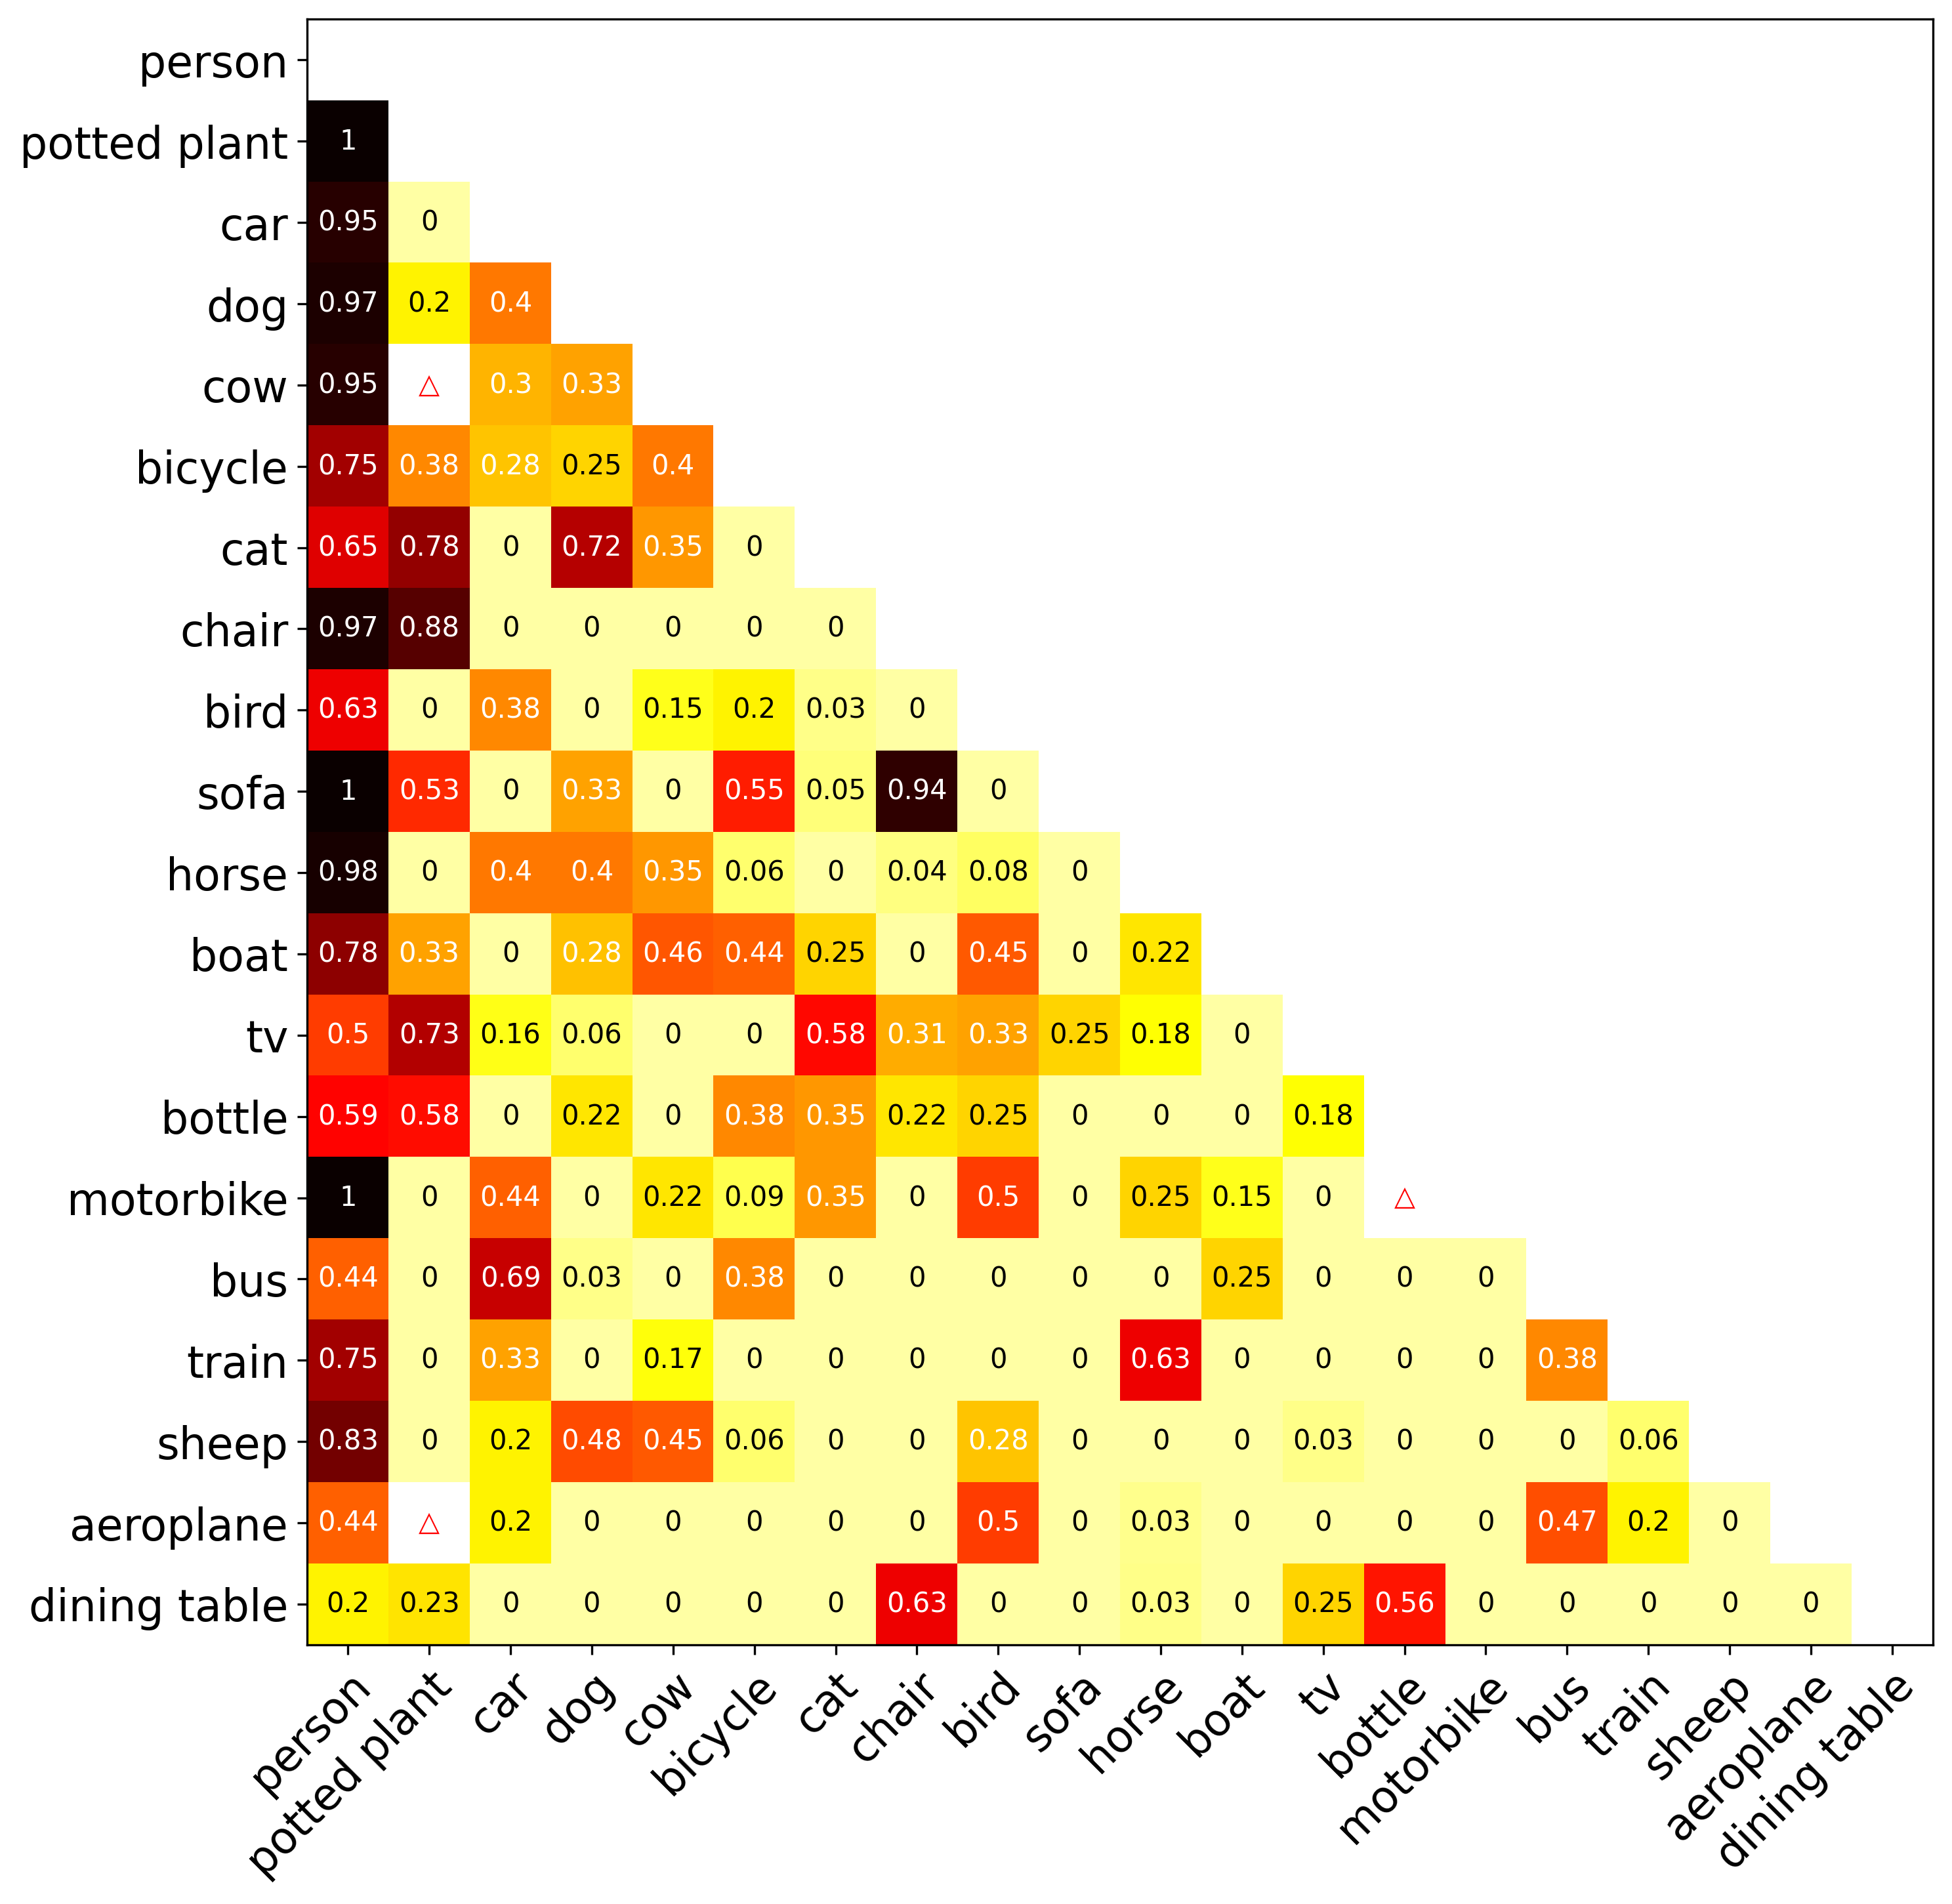 person
potted plant 1
car 0.95 0
dog 0.97 0.2 0.4
cow 0.95 △ 0.3 0.33
bicycle 0.75 0.38 0.28 0.25 0.4
cat 0.65 0.78 0 0.72 0.35 0
chair 0.97 0.88 0 0 0 0 0
bird 0.63 0 0.38 0 0.15 0.2 0.03 0
sofa 1 0.53 0 0.33 0 0.55 0.05 0.94 0
horse 0.98 0 0.4 0.4 0.35 0.06 0 0.04 0.08 0
boat 0.78 0.33 0 0.28 0.46 0.44 0.25 0 0.45 0 0.22
tv 0.5 0.73 0.16 0.06 0 0 0.58 0.31 0.33 0.25 0.18 0
bottle 0.59 0.58 0 0.22 0 0.38 0.35 0.22 0.25 0 0 0 0.18
motorbike 1 0 0.44 0 0.22 0.09 0.35 0 0.5 0 0.25 0.15 0 △
bus 0.44 0 0.69 0.03 0 0.38 0 0 0 0 0 0.25 0 0 0
train 0.75 0 0.33 0 0.17 0 0 0 0 0 0.63 0 0 0 0 0.38
sheep 0.83 0 0.2 0.48 0.45 0.06 0 0 0.28 0 0 0 0.03 0 0 0 0.06
aeroplane 0.44 △ 0.2 0 0 0 0 0 0.5 0 0.03 0 0 0 0 0.47 0.2 0
dining table 0.2 0.23 0 0 0 0 0 0.63 0 0 0.03 0 0.25 0.56 0 0 0 0 0
person potted plant car dog cow bicycle cat chair bird sofa horse boat tv bottle motorbike bus train sheep aeroplane dining table